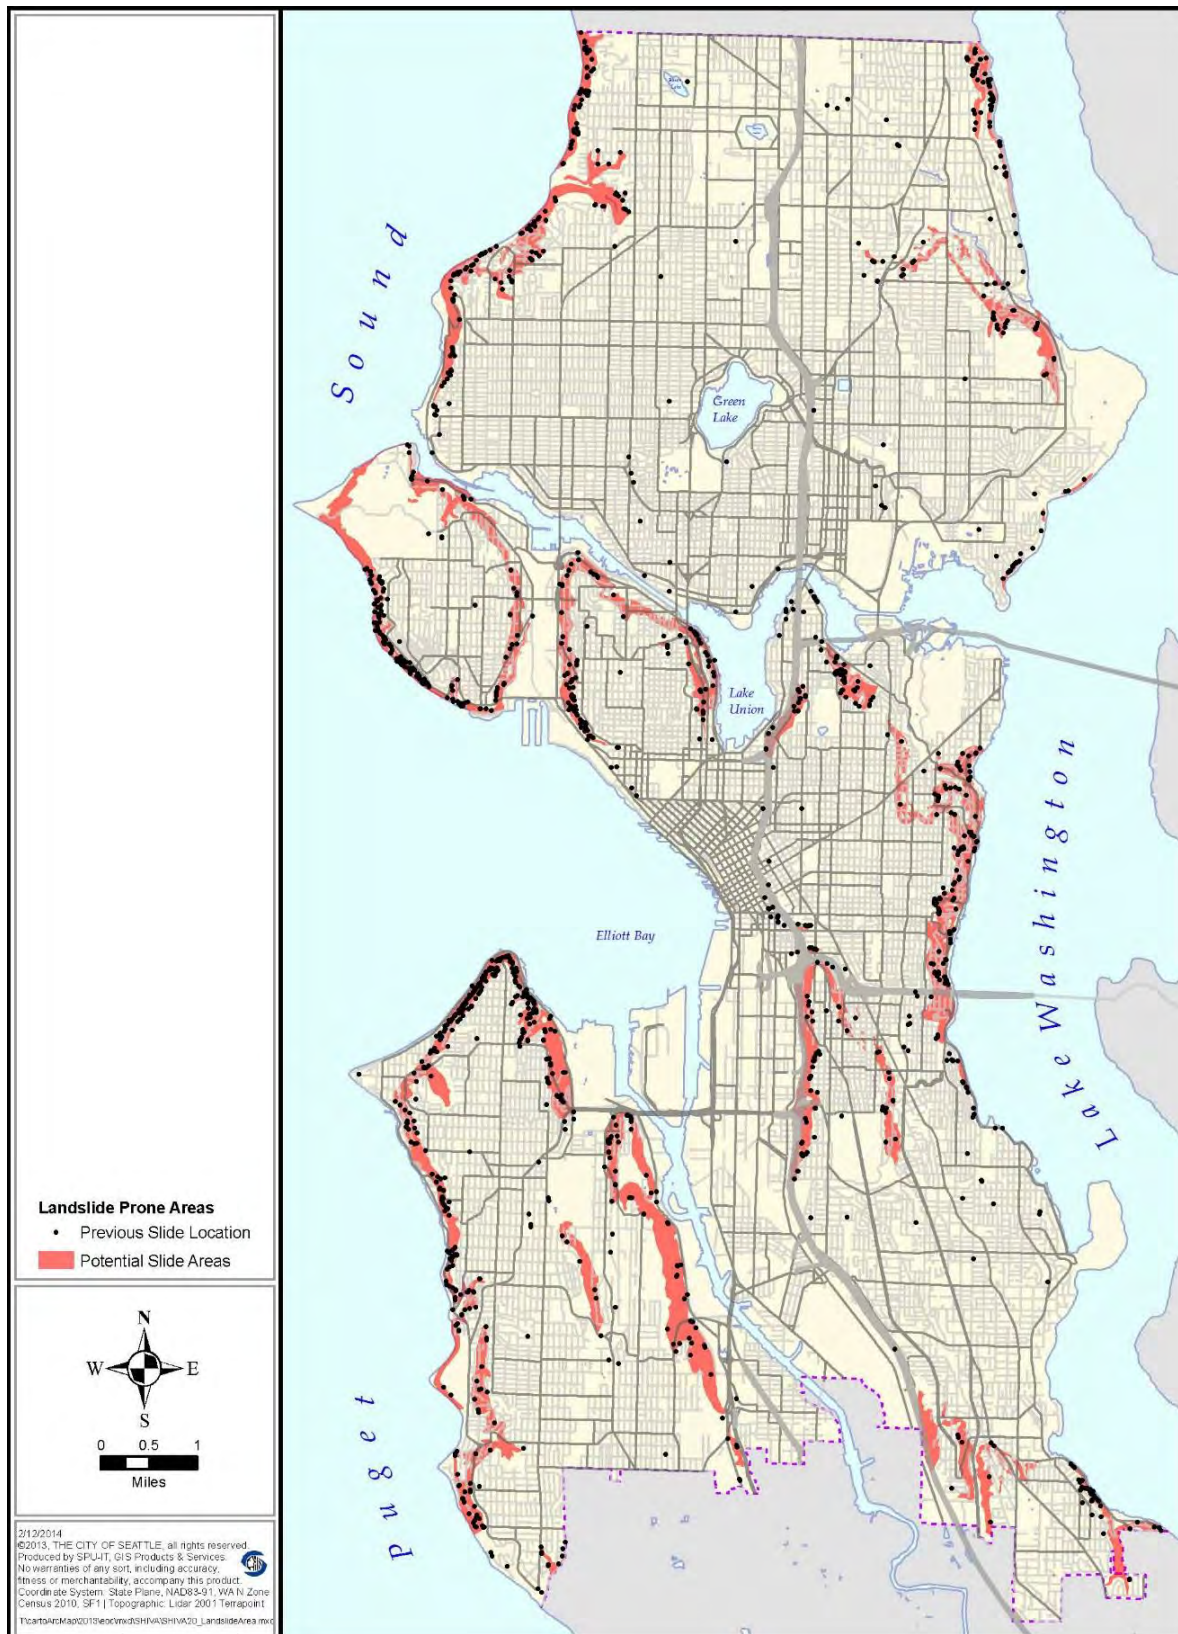 Landslide Prone Areas
Previous Slide Location
Potential Slide Areas
N
W E
S
0 0.5 1
Miles
2/12/2014
©2013, THE CITY OF SEATTLE, all rights reserved.
Produced by SPU-IT, GIS Products & Services.
No warranties of any sort, including accuracy,
fitness or merchantability, accompany this product.
Coordinate System: State Plane, NAD83-91, WA N Zone
Census 2010, SF1 | Topographic: Lidar 2001 Terrapoint
Puget Sound
Green
Lake
Lake
Union
Lake Washington
Elliott Bay